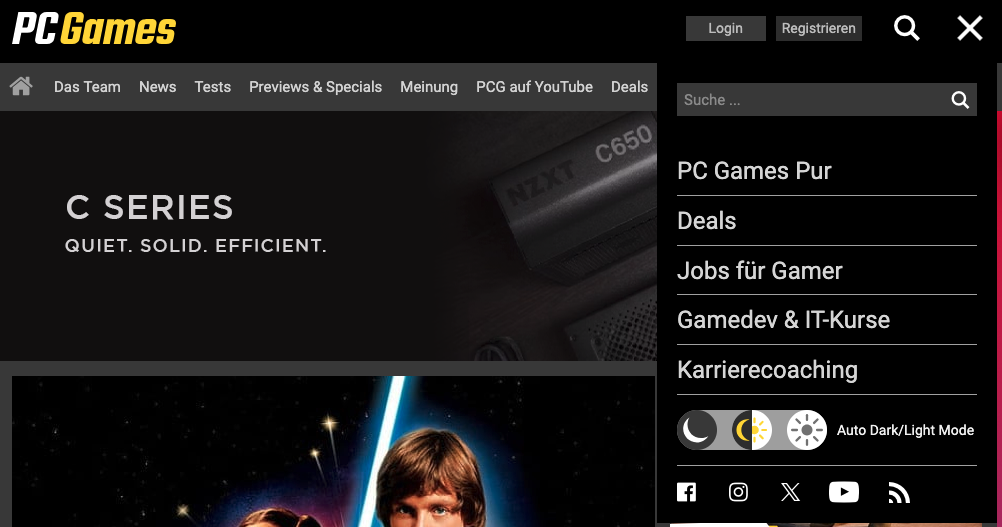 PC Games
Login Registrieren
Das Team News Tests Previews & Specials Meinung PCG auf YouTube Deals
Suche ...
C650
NZXT
C SERIES
QUIET. SOLID. EFFICIENT.
PC Games Pur
Deals
Jobs für Gamer
Gamedev & IT-Kurse
Karrierecoaching
Auto Dark/Light Mode